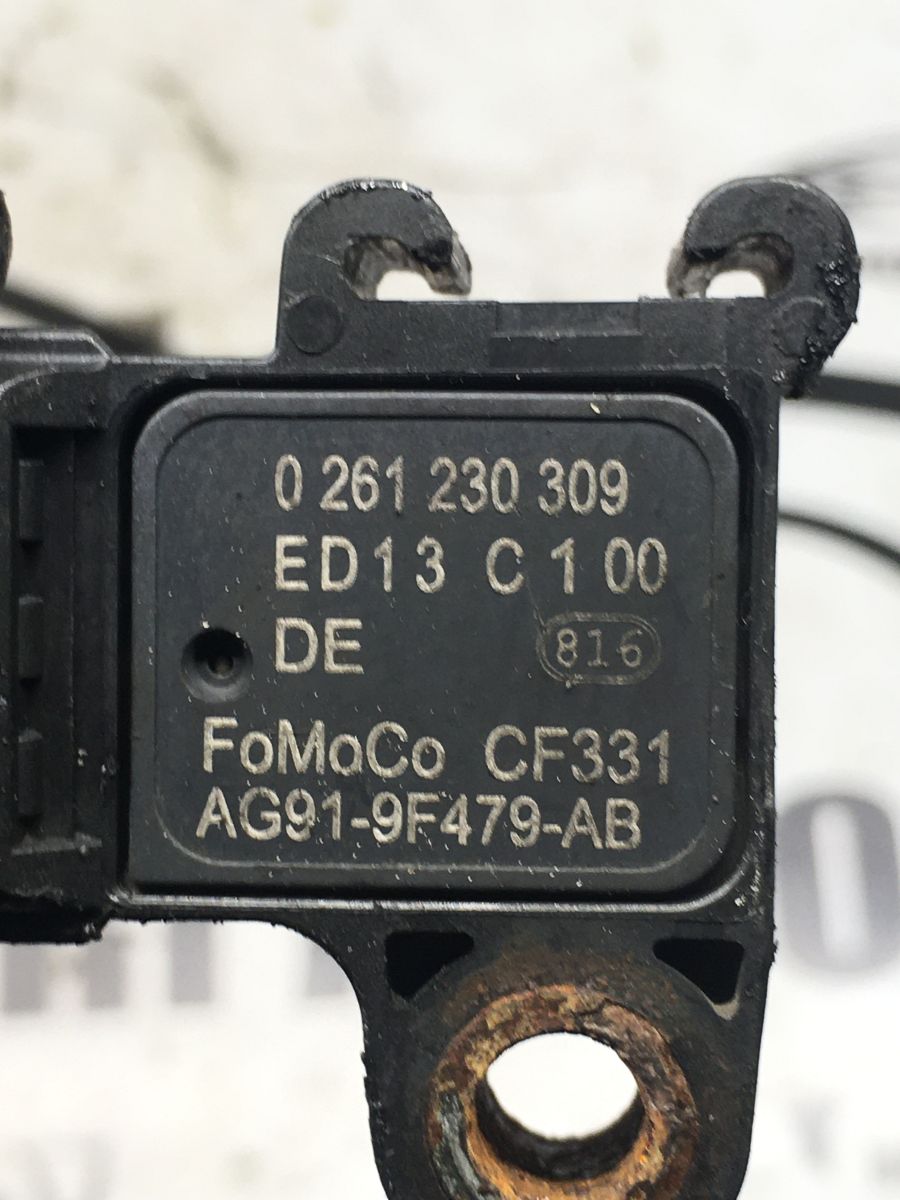 0 261 230 309
ED13 C 1 00
DE 816
FoMoCo CF331
AG91-9F479-AB